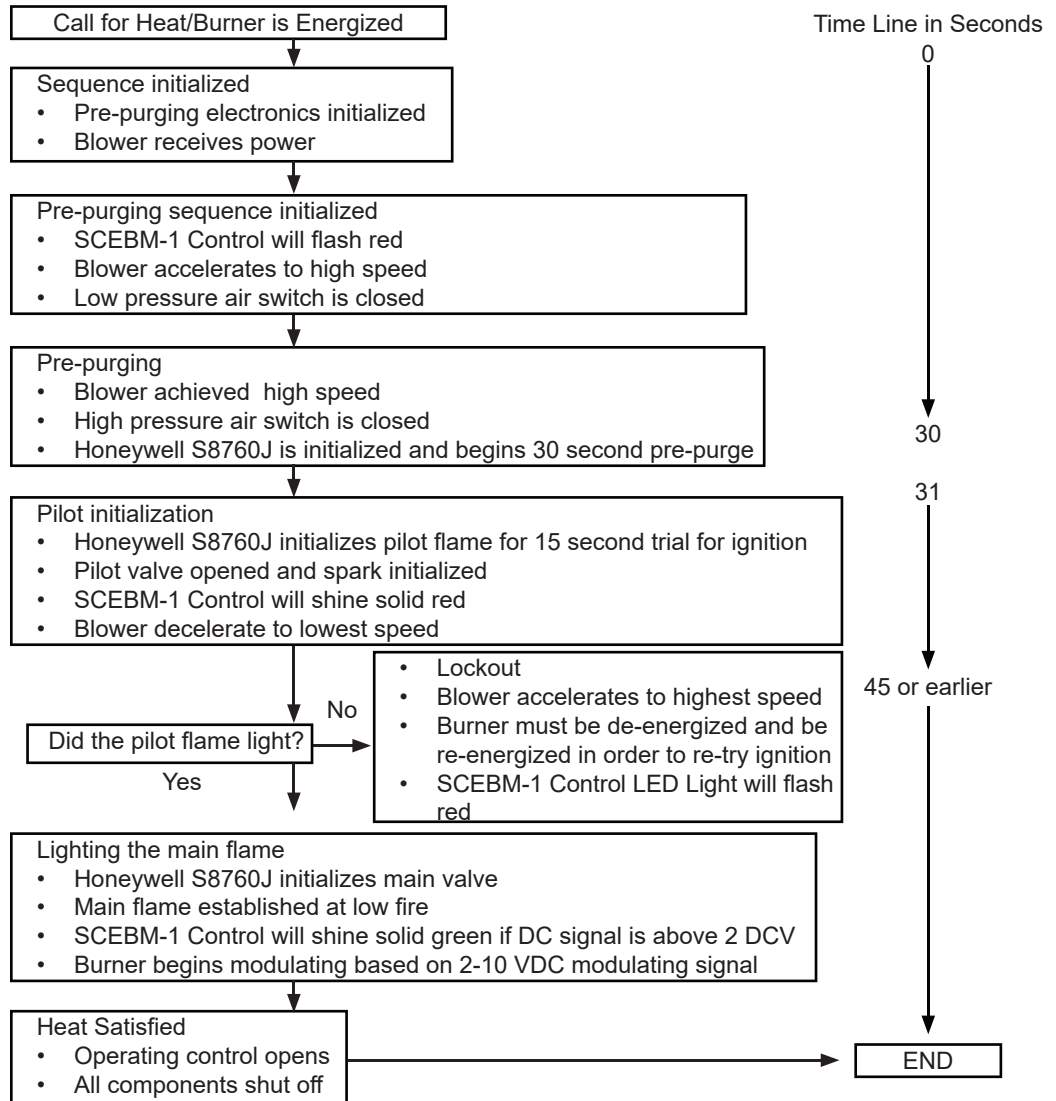 Call for Heat/Burner is Energized
Time Line in Seconds
0
Sequence initialized
• Pre-purging electronics initialized
• Blower receives power
Pre-purging sequence initialized
• SCEBM-1 Control will flash red
• Blower accelerates to high speed
• Low pressure air switch is closed
Pre-purging
• Blower achieved high speed
• High pressure air switch is closed
• Honeywell S8760J is initialized and begins 30 second pre-purge
30
31
Pilot initialization
• Honeywell S8760J initializes pilot flame for 15 second trial for ignition
• Pilot valve opened and spark initialized
• SCEBM-1 Control will shine solid red
• Blower decelerate to lowest speed
45 or earlier
Did the pilot flame light?
No
• Lockout
• Blower accelerates to highest speed
• Burner must be de-energized and be
re-energized in order to re-try ignition
• SCEBM-1 Control LED Light will flash
red
Yes
Lighting the main flame
• Honeywell S8760J initializes main valve
• Main flame established at low fire
• SCEBM-1 Control will shine solid green if DC signal is above 2 DCV
• Burner begins modulating based on 2-10 VDC modulating signal
Heat Satisfied
• Operating control opens
• All components shut off
END